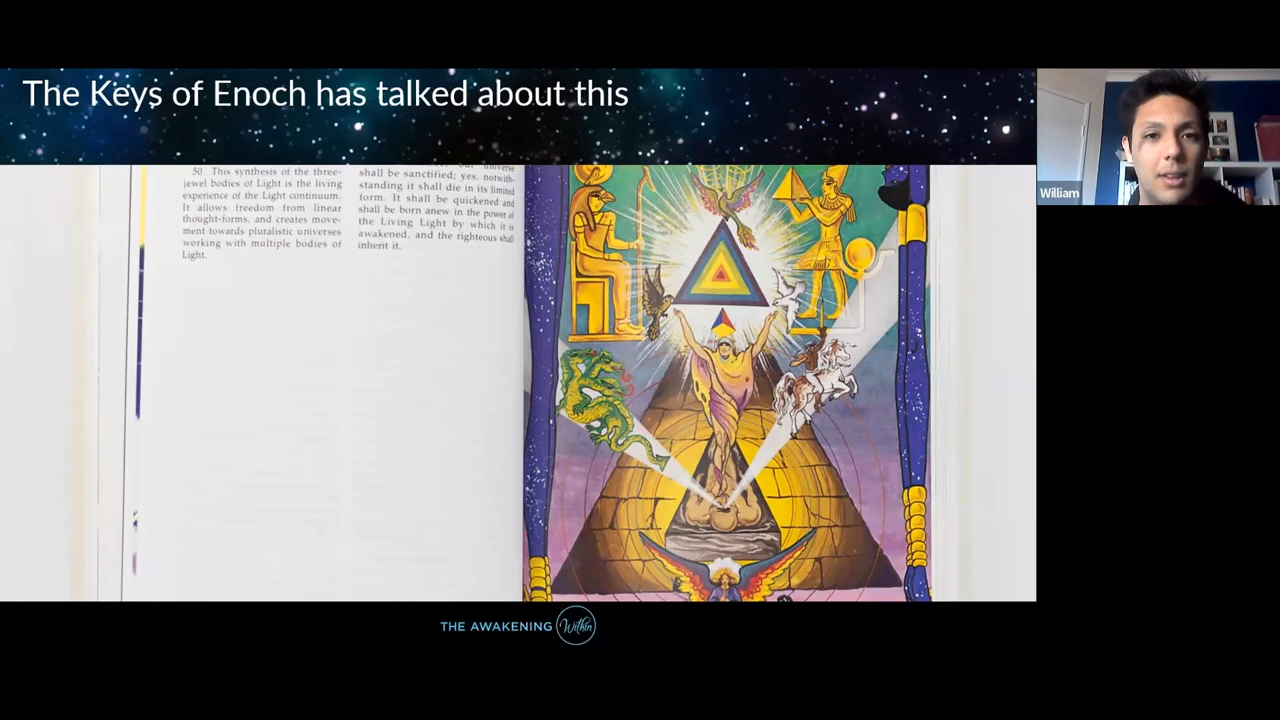 The Keys of Enoch has talked about this
William
50 This synthesis of the three-
jewel bodies of Light is the living
experience of the Light continuum.
It allows freedom from linear
thought-forms, and creates move-
ment towards pluralistic universes
working with multiple bodies of
Light.
universe
shall be sanctified; yes, notwith-
standing it shall die in its limited
form. It shall be quickened and
shall be born anew in the power of
the Living Light by which it is
awakened, and the righteous shall
inherit it.
THE AWAKENING Within